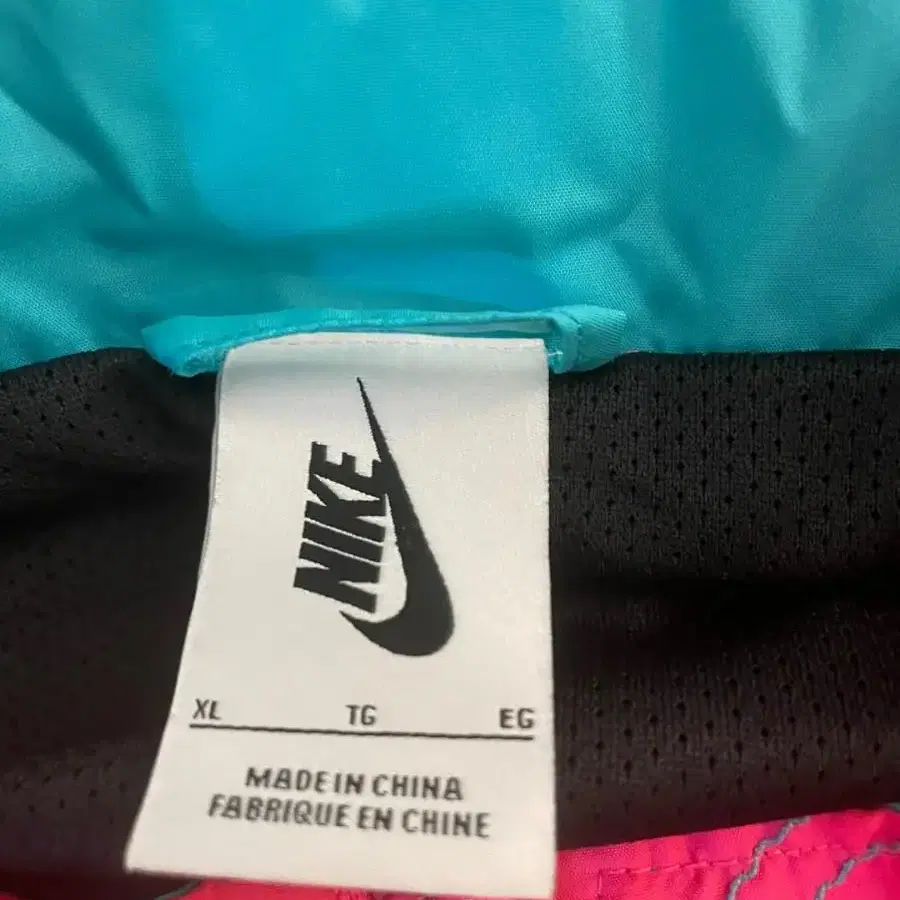 NIKE
XL TG EG
MADE IN CHINA
FABRIQUE EN CHINE